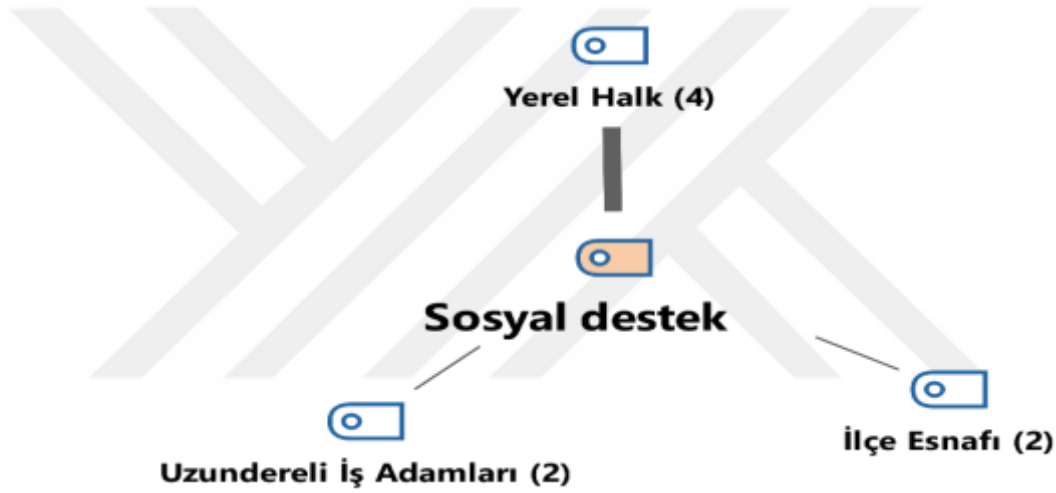 Yerel Halk (4)
Sosyal destek
İlçe Esnafı (2)
Uzundereli İş Adamları (2)